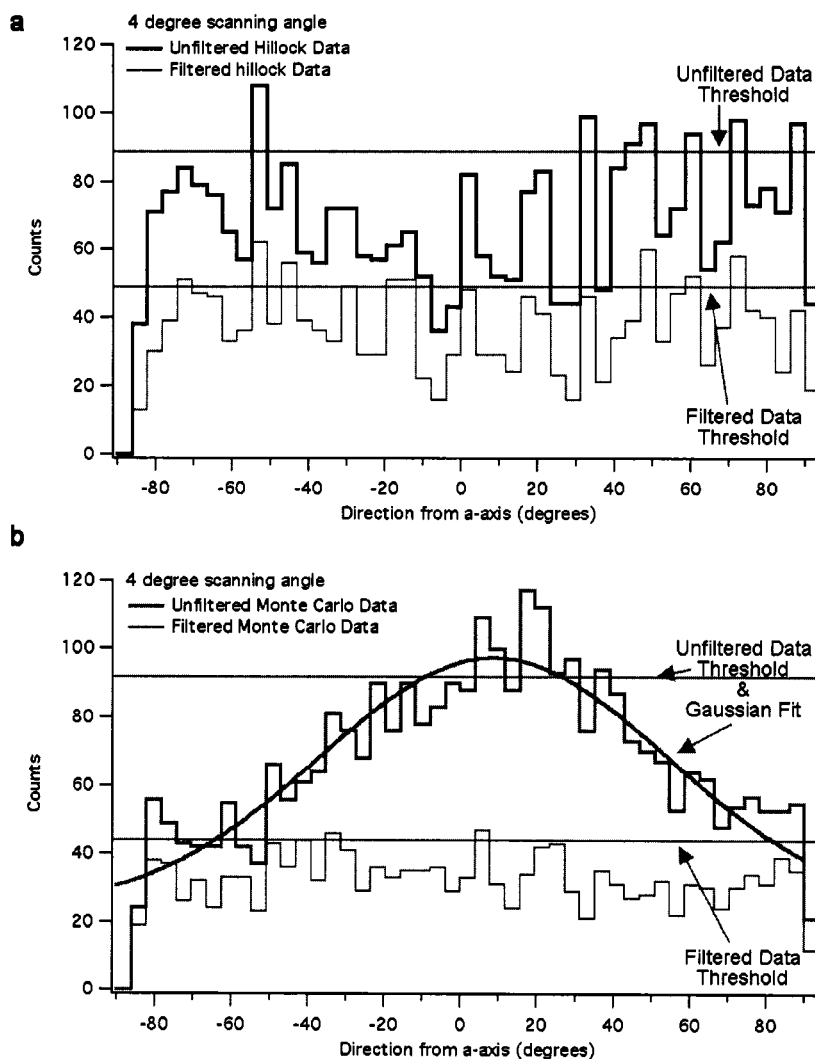 a
4 degree scanning angle
Unfiltered Hillock Data
Filtered hillock Data
Unfiltered Data
Threshold
Filtered Data
Threshold
Counts
120
100
80
60
40
20
0
-80 -60 -40 -20 0 20 40 60 80
Direction from a-axis (degrees)
b
4 degree scanning angle
Unfiltered Monte Carlo Data
Filtered Monte Carlo Data
Unfiltered Data
Threshold
&
Gaussian Fit
Filtered Data
Threshold
Counts
120
100
80
60
40
20
0
-80 -60 -40 -20 0 20 40 60 80
Direction from a-axis (degrees)